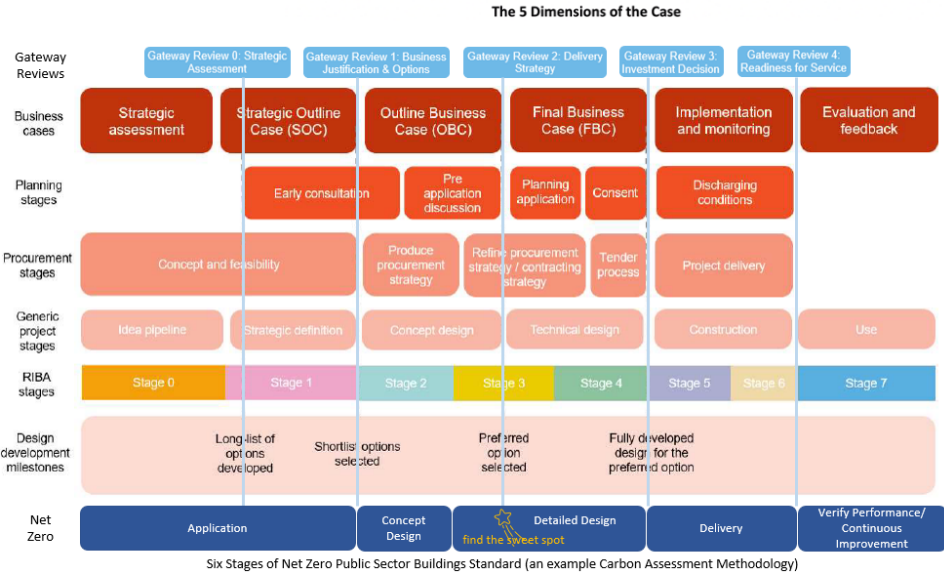 The 5 Dimensions of the Case
Gateway
Reviews
Gateway Review 0: Strategic
Assessment
Gateway Review 1: Business
Justification & Options
Gateway Review 2: Delivery
Strategy
Gateway Review 3:
Investment Decision
Gateway Review 4:
Readiness for Service
Business
cases
Strategic
assessment
Strategic Outline
Case (SOC)
Outline Business
Case (OBC)
Final Business
Case (FBC)
Implementation
and monitoring
Evaluation and
feedback
Planning
stages
Early consultation
Pre
application
discussion
Planning
application
Consent
Discharging
conditions
Procurement
stages
Concept and feasibility
Produce
procurement
strategy
Refine procurement
strategy / contracting
strategy
Tender
process
Project delivery
Generic
project
stages
Idea pipeline
Strategic definition
Concept design
Technical design
Construction
Use
RIBA
stages
Stage 0
Stage 1
Stage 2
Stage 3
Stage 4
Stage 5
Stage 6
Stage 7
Design
development
milestones
Long-list of
options
developed
Shortlist options
selected
Preferred
option
selected
Fully developed
design for the
preferred option
Net
Zero
Application
Concept
Design
Detailed Design
find the sweet spot
Delivery
Verify Performance/
Continuous
Improvement
Six Stages of Net Zero Public Sector Buildings Standard (an example Carbon Assessment Methodology)